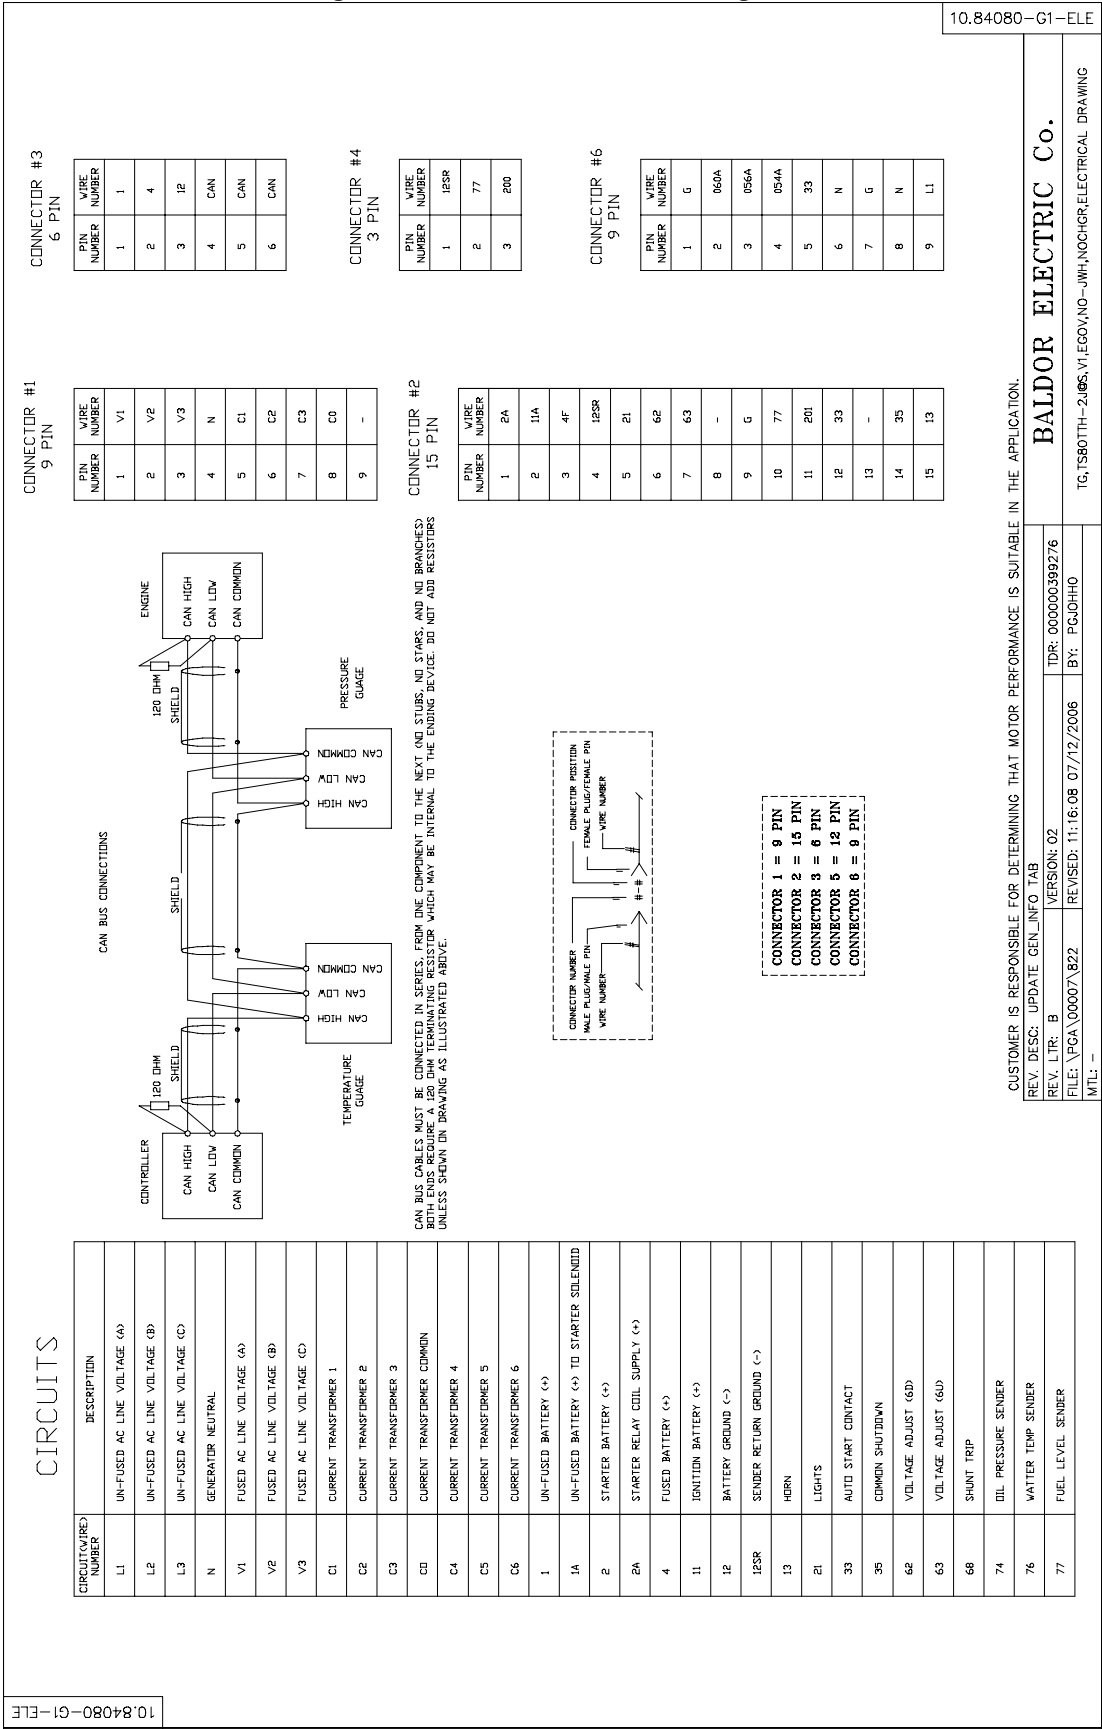 10.84080-G1-ELE
CIRCUITS
CIRCUIT(WIRE) NUMBER DESCRIPTION
L1 UN-FUSED AC LINE VOLTAGE (A)
L2 UN-FUSED AC LINE VOLTAGE (B)
L3 UN-FUSED AC LINE VOLTAGE (C)
N GENERATOR NEUTRAL
V1 FUSED AC LINE VOLTAGE (A)
V2 FUSED AC LINE VOLTAGE (B)
V3 FUSED AC LINE VOLTAGE (C)
C1 CURRENT TRANSFORMER 1
C2 CURRENT TRANSFORMER 2
C3 CURRENT TRANSFORMER 3
C0 CURRENT TRANSFORMER COMMON
C4 CURRENT TRANSFORMER 4
C5 CURRENT TRANSFORMER 5
C6 CURRENT TRANSFORMER 6
1 UN-FUSED BATTERY (+)
1A UN-FUSED BATTERY (+) TO STARTER SOLENOID
2 STARTER BATTERY (+)
2A STARTER RELAY COIL SUPPLY (+)
4 FUSED BATTERY (+)
11 IGNITION BATTERY (+)
12 BATTERY GROUND (-)
12SR SENDER RETURN GROUND (-)
13 HORN
21 LIGHTS
33 AUTO START CONTACT
35 COMMON SHUTDOWN
62 VOLTAGE ADJUST (6D)
63 VOLTAGE ADJUST (6U)
68 SHUNT TRIP
74 OIL PRESSURE SENDER
76 WATTER TEMP SENDER
77 FUEL LEVEL SENDER
CAN BUS CONNECTIONS
CONTROLLER
CAN HIGH
CAN LOW
CAN COMMON
120 OHM
SHIELD
TEMPERATURE
GUAGE
CAN HIGH
CAN LOW
CAN COMMON
SHIELD
PRESSURE
GUAGE
CAN HIGH
CAN LOW
CAN COMMON
120 OHM
SHIELD
ENGINE
CAN HIGH
CAN LOW
CAN COMMON
CAN BUS CABLES MUST BE CONNECTED IN SERIES, FROM ONE COMPONENT TO THE NEXT (NO STUBS, NO STARS, AND NO BRANCHES)
BOTH ENDS REQUIRE A 120 OHM TERMINATING RESISTOR WHICH MAY BE INTERNAL TO THE ENDING DEVICE. DO NOT ADD RESISTORS
UNLESS SHOWN ON DRAWING AS ILLUSTRATED ABOVE.
CONNECTOR NUMBER
MALE PLUG/MALE PIN
WIRE NUMBER
#
#-#
#
CONNECTOR POSITION
FEMALE PLUG/FEMALE PIN
WIRE NUMBER
CONNECTOR 1 = 9 PIN
CONNECTOR 2 = 15 PIN
CONNECTOR 3 = 6 PIN
CONNECTOR 5 = 12 PIN
CONNECTOR 6 = 9 PIN
CONNECTOR #1
9 PIN
PIN NUMBER WIRE NUMBER
1 V1
2 V2
3 V3
4 N
5 C1
6 C2
7 C3
8 C0
9 -
CONNECTOR #2
15 PIN
PIN NUMBER WIRE NUMBER
1 2A
2 11A
3 4F
4 12SR
5 21
6 62
7 63
8 -
9 G
10 77
11 201
12 33
13 -
14 35
15 13
CONNECTOR #3
6 PIN
PIN NUMBER WIRE NUMBER
1 1
2 4
3 12
4 CAN
5 CAN
6 CAN
CONNECTOR #4
3 PIN
PIN NUMBER WIRE NUMBER
1 12SR
2 77
3 200
CONNECTOR #6
9 PIN
PIN NUMBER WIRE NUMBER
1 G
2 060A
3 056A
4 054A
5 33
6 N
7 G
8 N
9 L1
CUSTOMER IS RESPONSIBLE FOR DETERMINING THAT MOTOR PERFORMANCE IS SUITABLE IN THE APPLICATION.
REV. DESC: UPDATE GEN_INFO TAB
REV. LTR: B VERSION: 02 TDR: 000000399276
FILE: \PGA\00007\822 REVISED: 11:16:08 07/12/2006 BY: PGJOHHO
MTL: -
BALDOR ELECTRIC Co.
TG,TS80TTH-2J@S,V1,EGOV,NO-JWH,NOCHGR,ELECTRICAL DRAWING
10.84080-G1-ELE